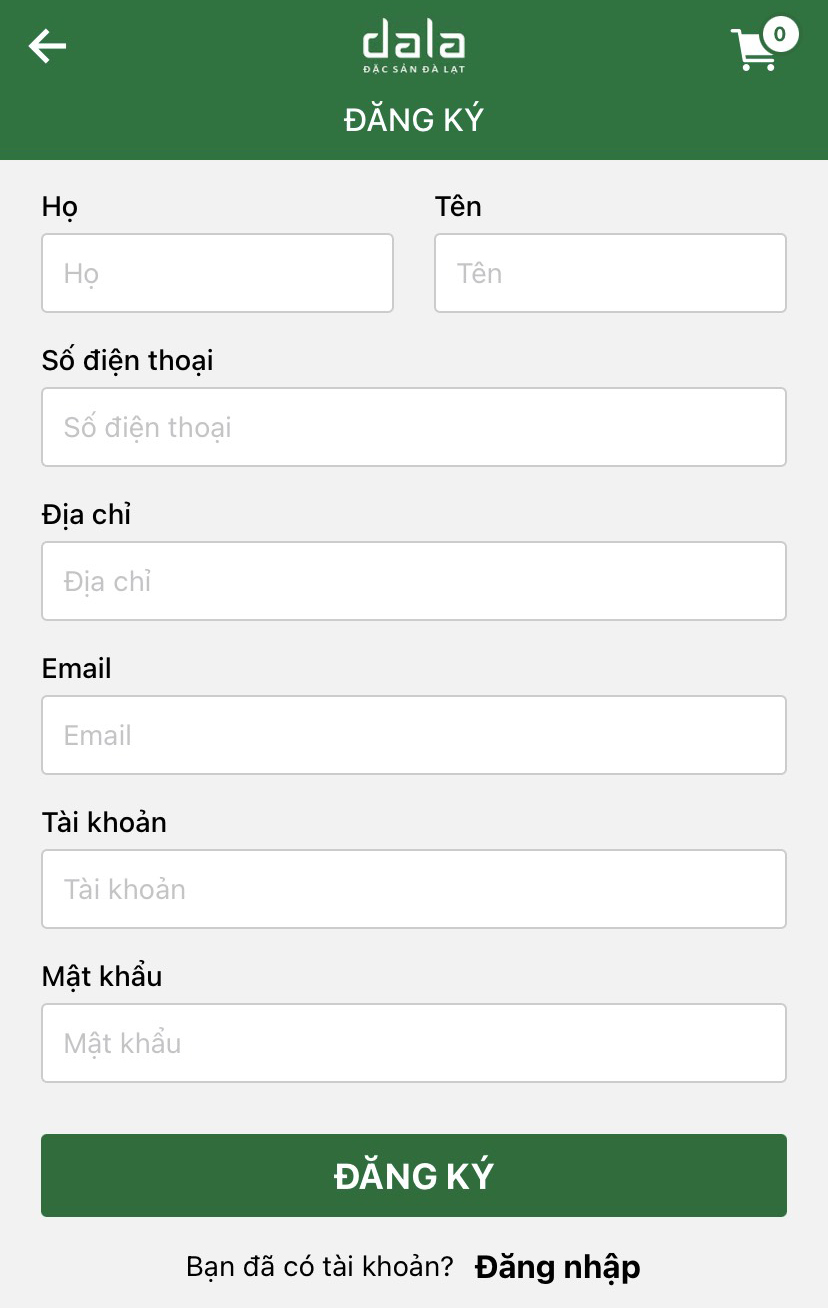 dala
0
ĐẶC SẢN ĐÀ LẠT
ĐĂNG KÝ
Họ Tên
Họ Tên
Số điện thoại
Số điện thoại
Địa chỉ
Địa chỉ
Email
Email
Tài khoản
Tài khoản
Mật khẩu
Mật khẩu
ĐĂNG KÝ
Bạn đã có tài khoản? Đăng nhập